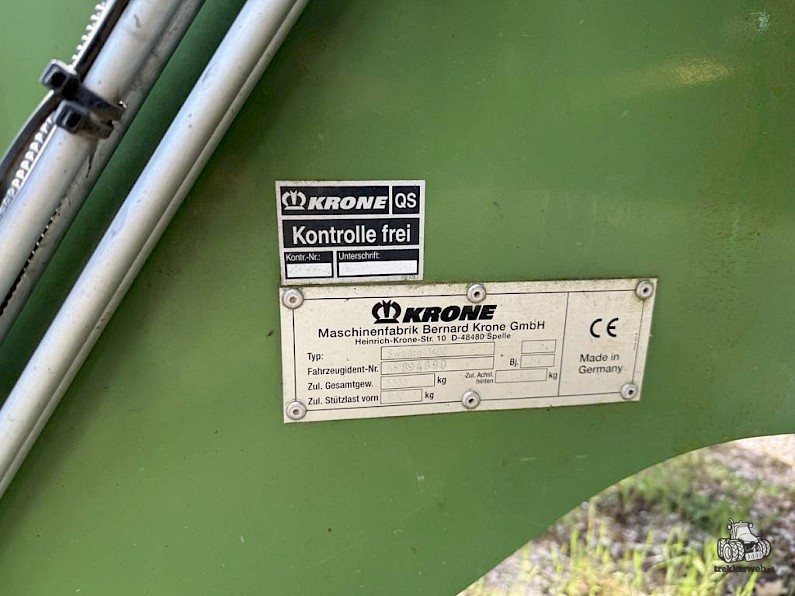 KRONE QS
Kontrolle frei
Kontr.-Nr.: Unterschrift:
KRONE
Maschinenfabrik Bernard Krone GmbH
Heinrich-Krone-Str. 10 D-48480 Spelle
Typ:
Fahrzeugident-Nr. Bj.
Zul. Gesamtgew. kg Zul. Achsl. hinten kg
Zul. Stützlast vorn kg
CE
Made in
Germany
trekkerweb.nl